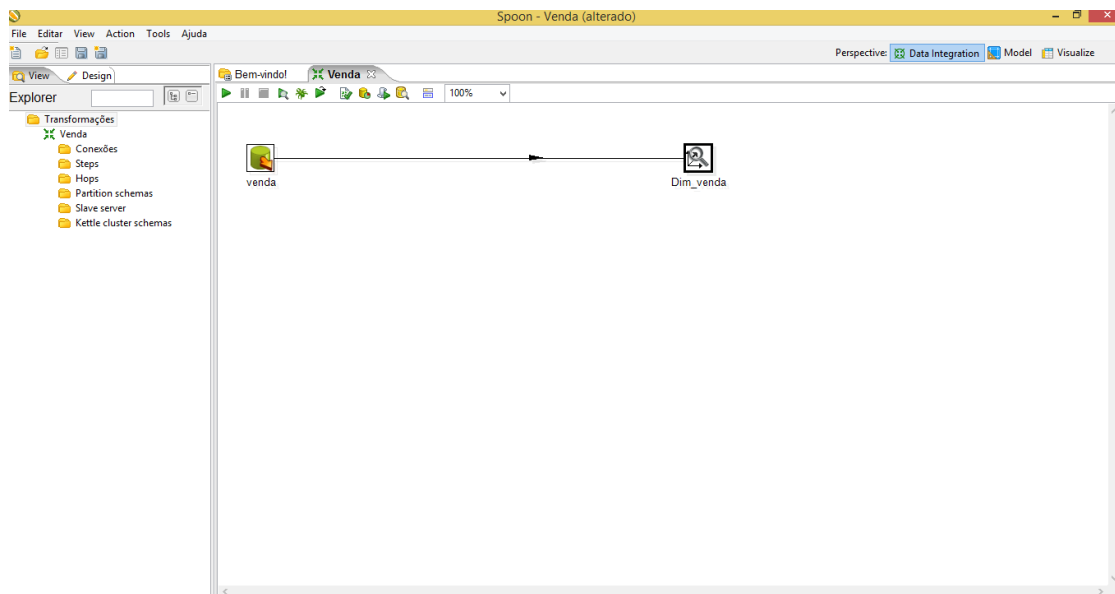 Spoon - Venda (alterado)
File Editar View Action Tools Ajuda
Perspective: Data Integration Model Visualize
View Design
Bem-vindo! Venda
Explorer
100%
Transformações
Venda
Conexões
Steps
Hops
Partition schemas
Slave server
Kettle cluster schemas
venda
Dim_venda